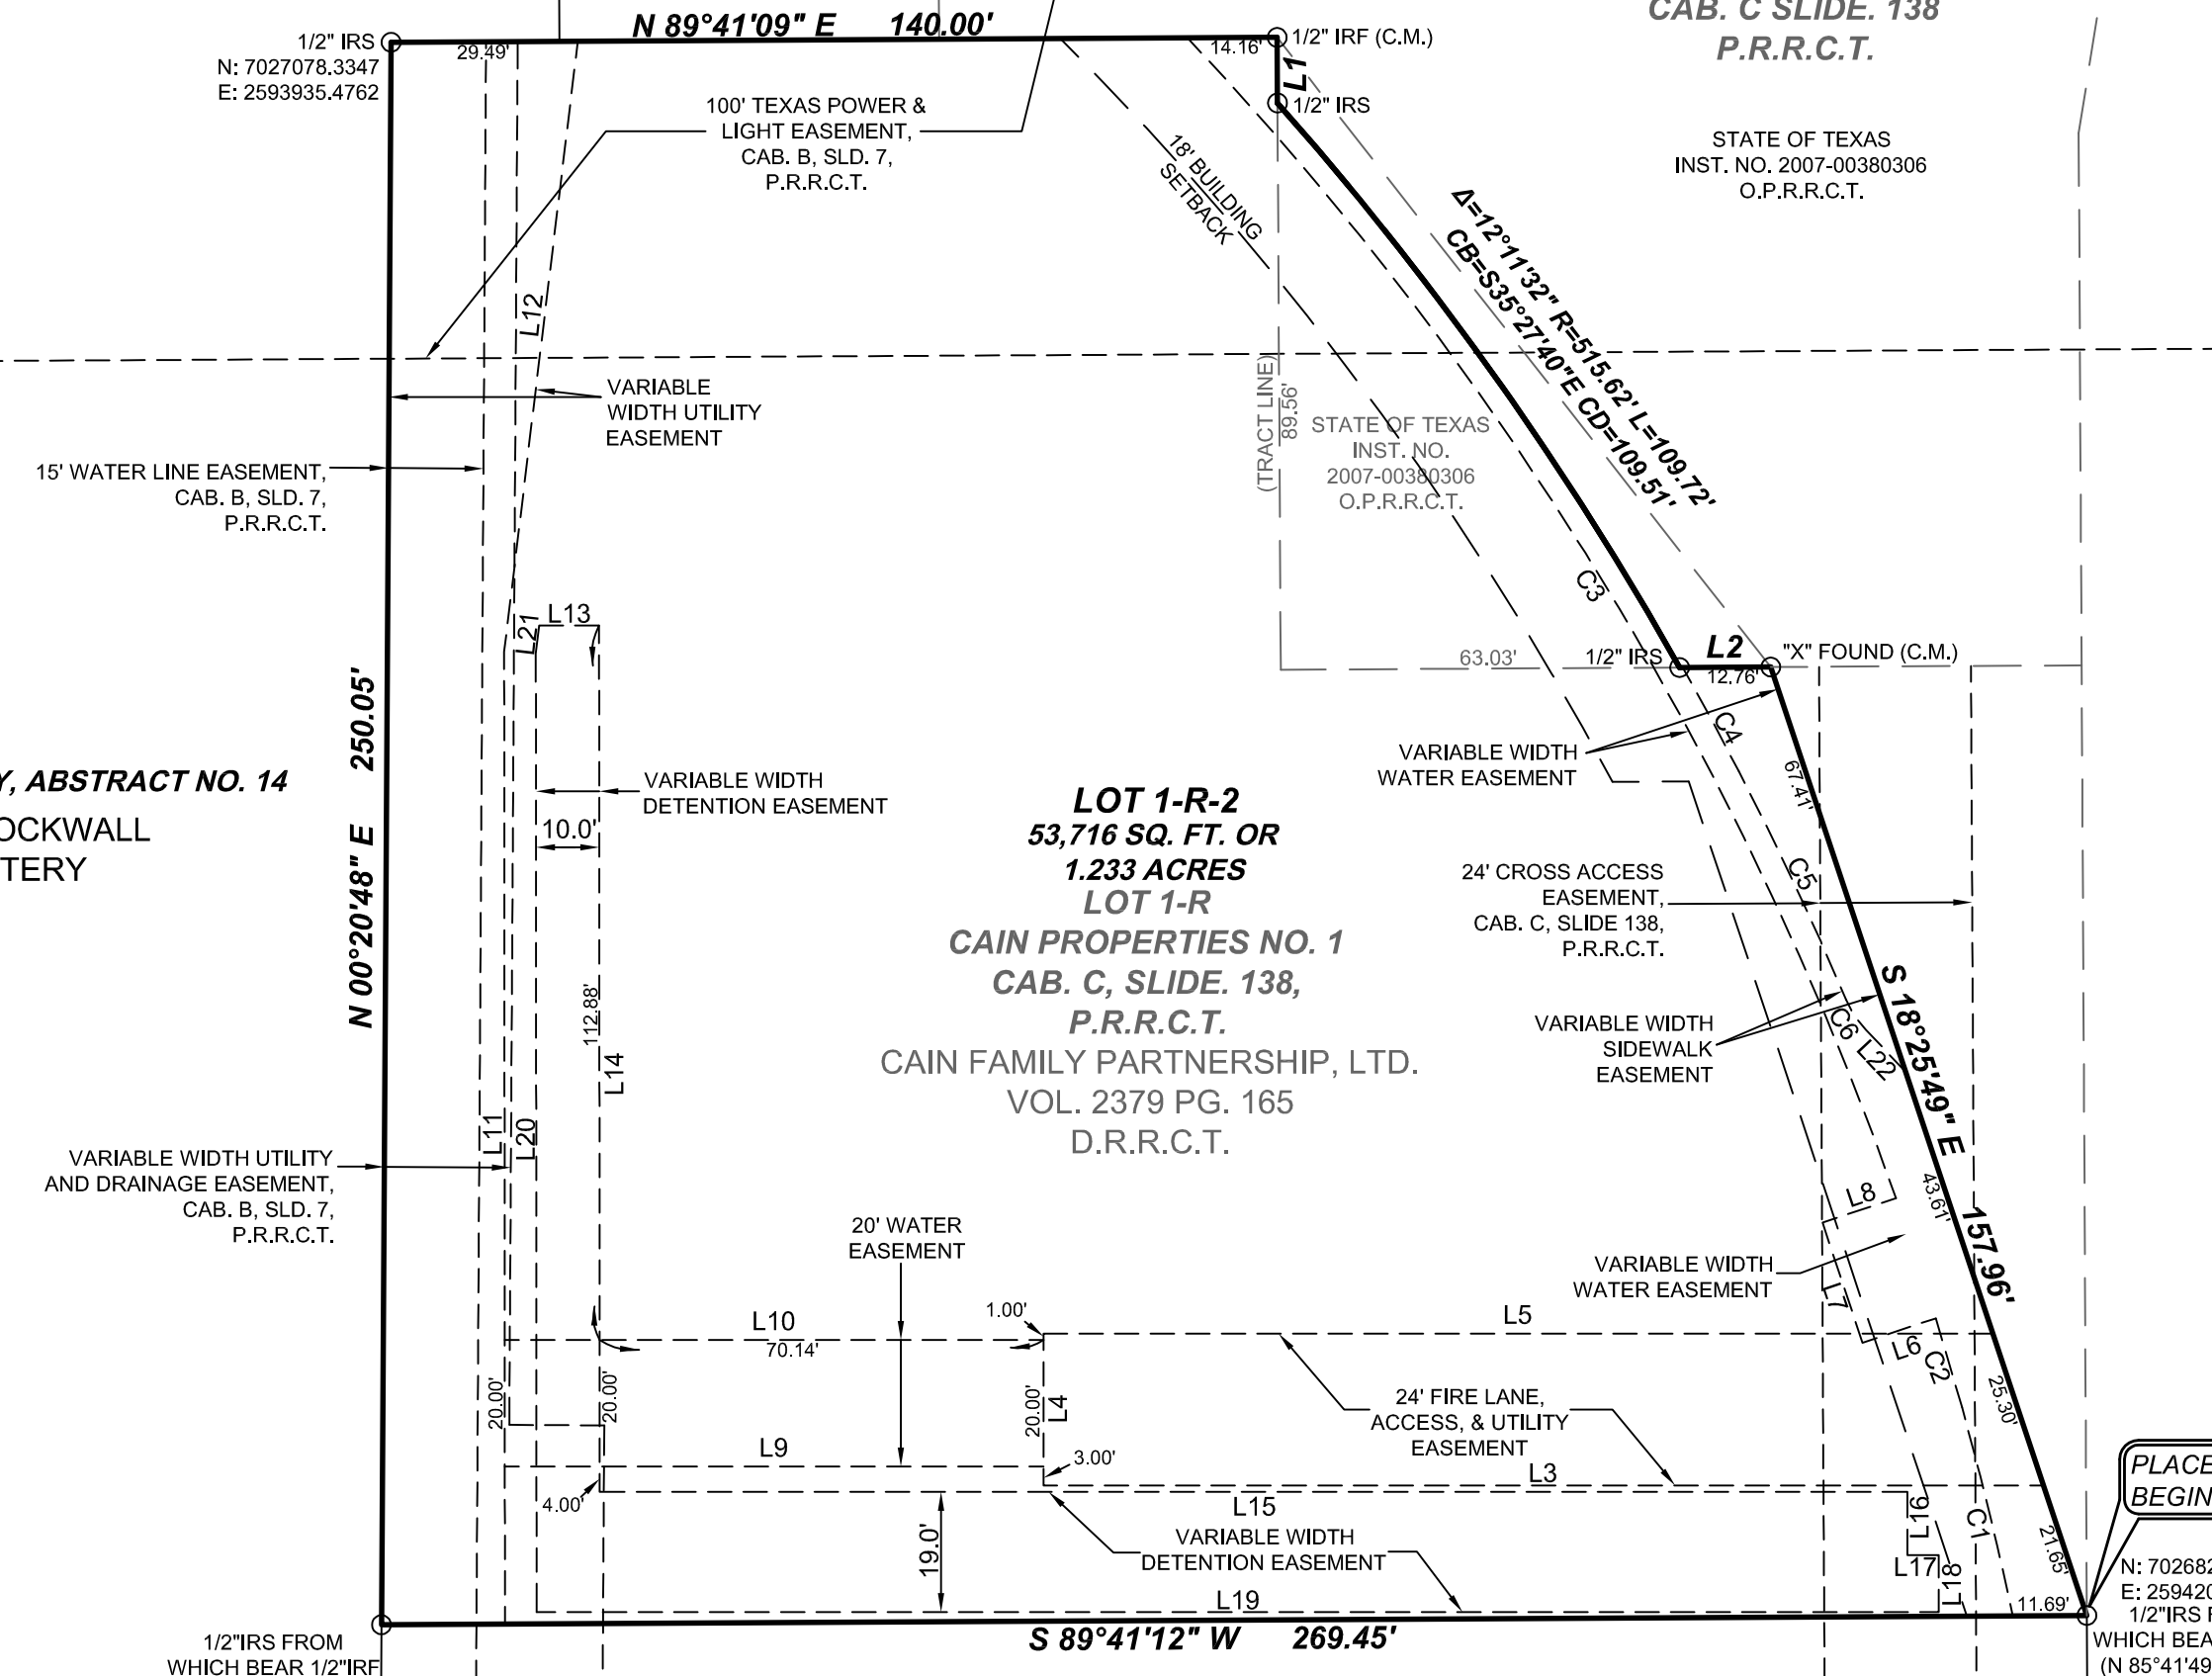 N 89°41'09" E 140.00'
CAB. C SLIDE. 138
P.R.R.C.T.
1/2" IRS
N: 7027078.3347
E: 2593935.4762
29.49'
14.16'
1/2" IRF (C.M.)
L1
1/2" IRS
100' TEXAS POWER &
LIGHT EASEMENT,
CAB. B, SLD. 7,
P.R.R.C.T.
18' BUILDING
SETBACK
STATE OF TEXAS
INST. NO. 2007-00380306
O.P.R.R.C.T.
Δ=12°11'32" R=515.62' L=109.72'
CB=S35°27'40"E CD=109.51'
L12
VARIABLE
WIDTH UTILITY
EASEMENT
(TRACT LINE)
89.56'
STATE OF TEXAS
INST. NO.
2007-00380306
O.P.R.R.C.T.
15' WATER LINE EASEMENT,
CAB. B, SLD. 7,
P.R.R.C.T.
C3
L21
L13
63.03'
1/2" IRS
L2
12.76'
"X" FOUND (C.M.)
N 00°20'48" E 250.05'
Y, ABSTRACT NO. 14
OCKWALL
TERY
VARIABLE WIDTH
DETENTION EASEMENT
10.0'
VARIABLE WIDTH
WATER EASEMENT
C4
67.41'
LOT 1-R-2
53,716 SQ. FT. OR
1.233 ACRES
LOT 1-R
CAIN PROPERTIES NO. 1
CAB. C, SLIDE. 138,
P.R.R.C.T.
CAIN FAMILY PARTNERSHIP, LTD.
VOL. 2379 PG. 165
D.R.R.C.T.
24' CROSS ACCESS
EASEMENT,
CAB. C, SLIDE 138,
P.R.R.C.T.
C5
112.88'
L14
VARIABLE WIDTH
SIDEWALK
EASEMENT
C6
L22
S 18°25'49" E 157.96'
L11
L20
VARIABLE WIDTH UTILITY
AND DRAINAGE EASEMENT,
CAB. B, SLD. 7,
P.R.R.C.T.
L8
43.61'
20' WATER
EASEMENT
VARIABLE WIDTH
WATER EASEMENT
L7
L10
70.14'
1.00'
L5
L6
C2
20.00'
20.00'
20.00'
L4
24' FIRE LANE,
ACCESS, & UTILITY
EASEMENT
25.30'
L9
3.00'
L3
4.00'
L15
PLACE
BEGIN
19.0'
VARIABLE WIDTH
DETENTION EASEMENT
L16
C1
L17
L18
21.65'
L19
11.69'
N: 702682
E: 259420
1/2"IRS F
WHICH BEA
(N 85°41'49
S 89°41'12" W 269.45'
1/2"IRS FROM
WHICH BEAR 1/2"IRF